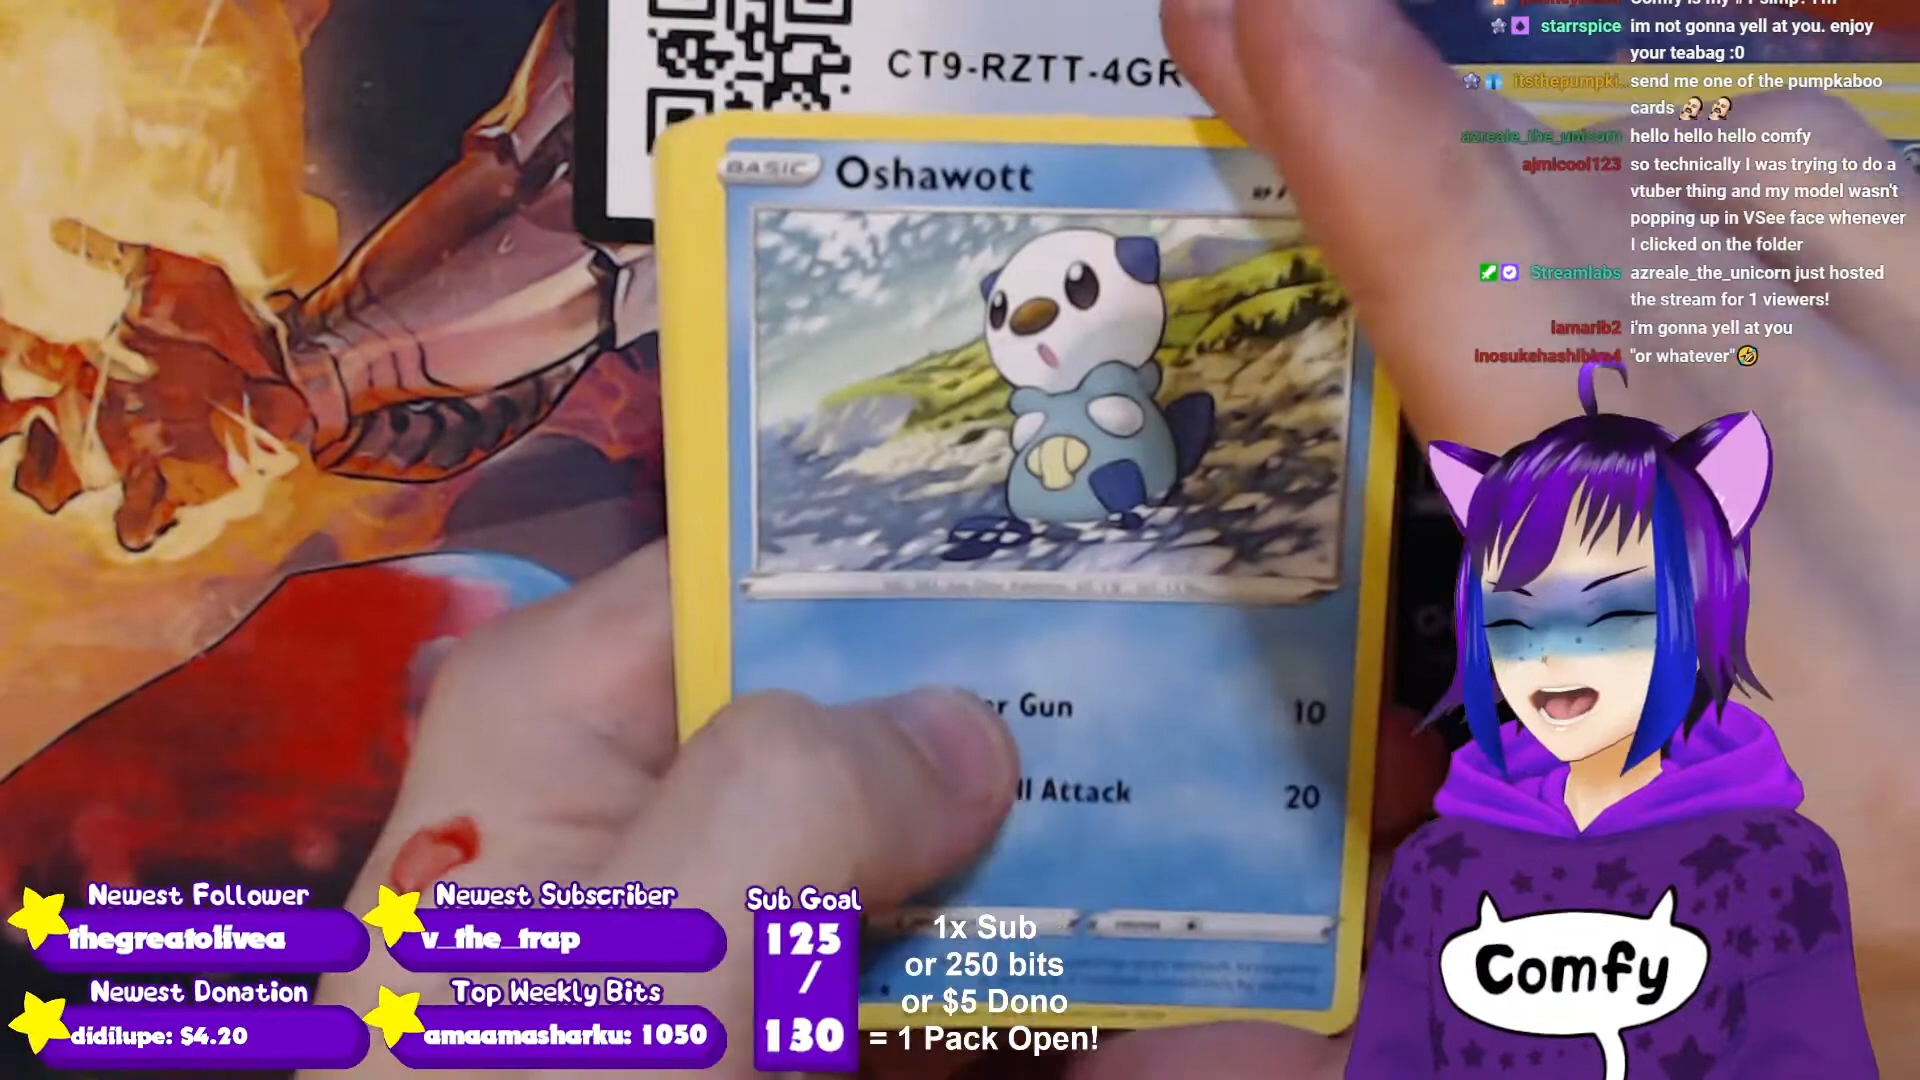 CT9-RZTT-4GR
BASIC
Oshawott
Gun
10
Attack
20
starrspice im not gonna yell at you. enjoy
your teabag :0
itsthepumpki... send me one of the pumpkaboo
cards
azreale_the_unicorn hello hello hello comfy
ajmicool123 so technically I was trying to do a
vtuber thing and my model wasn't
popping up in VSee face whenever
I clicked on the folder
Streamlabs azreale_the_unicorn just hosted
the stream for 1 viewers!
lamarib2 i'm gonna yell at you
"or whatever"
Newest Follower
thegreatolivea
Newest Subscriber
v_the_trap
Newest Donation
didilupe: $4.20
Top Weekly Bits
amaamasharku: 1050
Sub Goal
125
/
130
1x Sub
or 250 bits
or $5 Dono
= 1 Pack Open!
Comfy